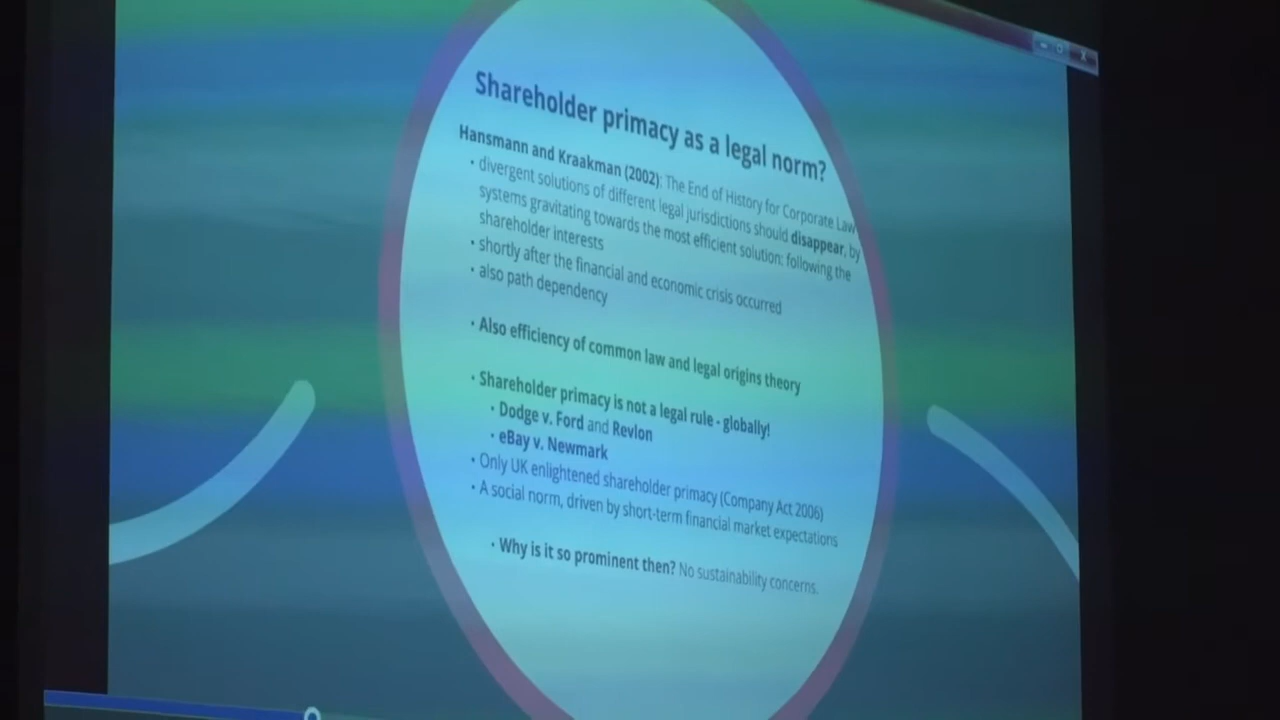 Shareholder primacy as a legal norm?
Hansmann and Kraakman (2002): The End of History for Corporate Law
• divergent solutions of different legal jurisdictions should disappear, by
systems gravitating towards the most efficient solution: following the
shareholder interests
• shortly after the financial and economic crisis occurred
• also path dependency
• Also efficiency of common law and legal origins theory
• Shareholder primacy is not a legal rule - globally!
• Dodge v. Ford and Revlon
• eBay v. Newmark
• Only UK enlightened shareholder primacy (Company Act 2006)
• A social norm, driven by short-term financial market expectations
• Why is it so prominent then? No sustainability concerns.